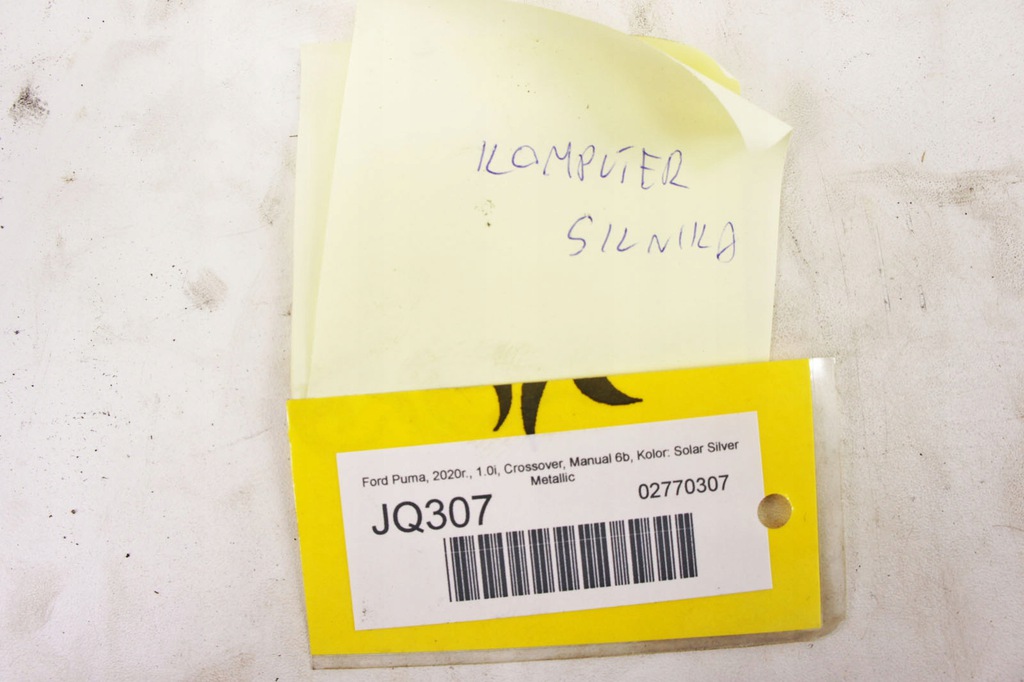 KOMPUTER
SILNIKA
Ford Puma, 2020r., 1.0i, Crossover, Manual 6b, Kolor: Solar Silver
Metallic
JQ307
02770307